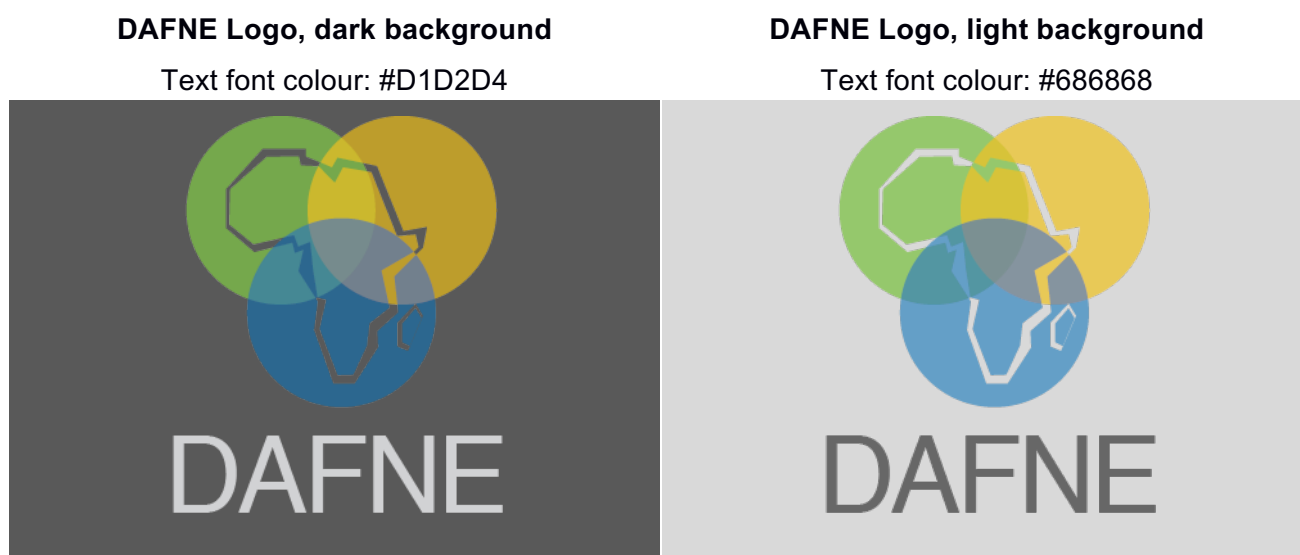 DAFNE Logo, dark background
Text font colour: #D1D2D4
DAFNE
DAFNE Logo, light background
Text font colour: #686868
DAFNE